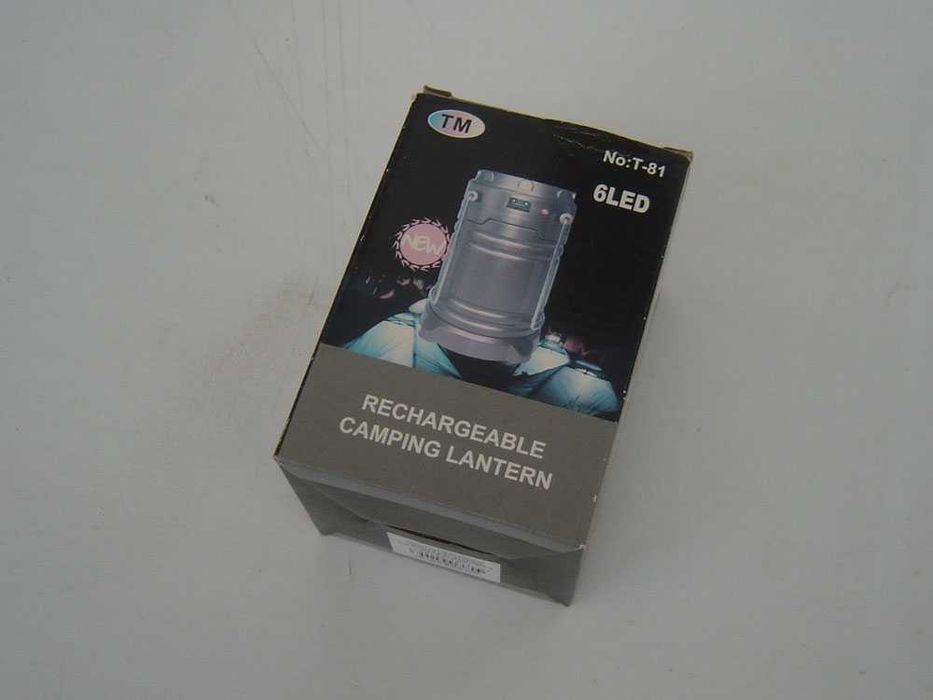 TM
No:T-81
6LED
NEW
RECHARGEABLE
CAMPING LANTERN